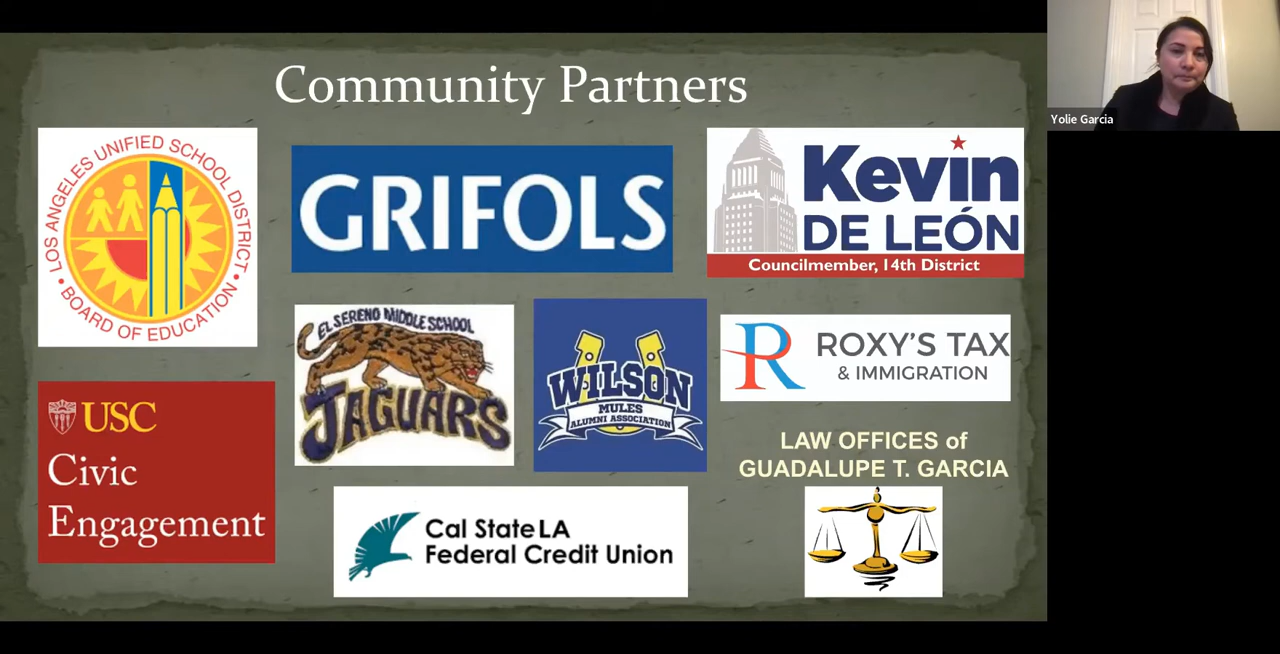 Community Partners
Yolie Garcia
LOS ANGELES UNIFIED SCHOOL DISTRICT
BOARD OF EDUCATION
GRIFOLS
Kevin
DE LEÓN
Councilmember, 14th District
EL SERENO MIDDLE SCHOOL
JAGUARS
WILSON
MULES
ALUMNI ASSOCIATION
R
ROXY'S TAX
& IMMIGRATION
USC
Civic
Engagement
LAW OFFICES of
GUADALUPE T. GARCIA
Cal State LA
Federal Credit Union